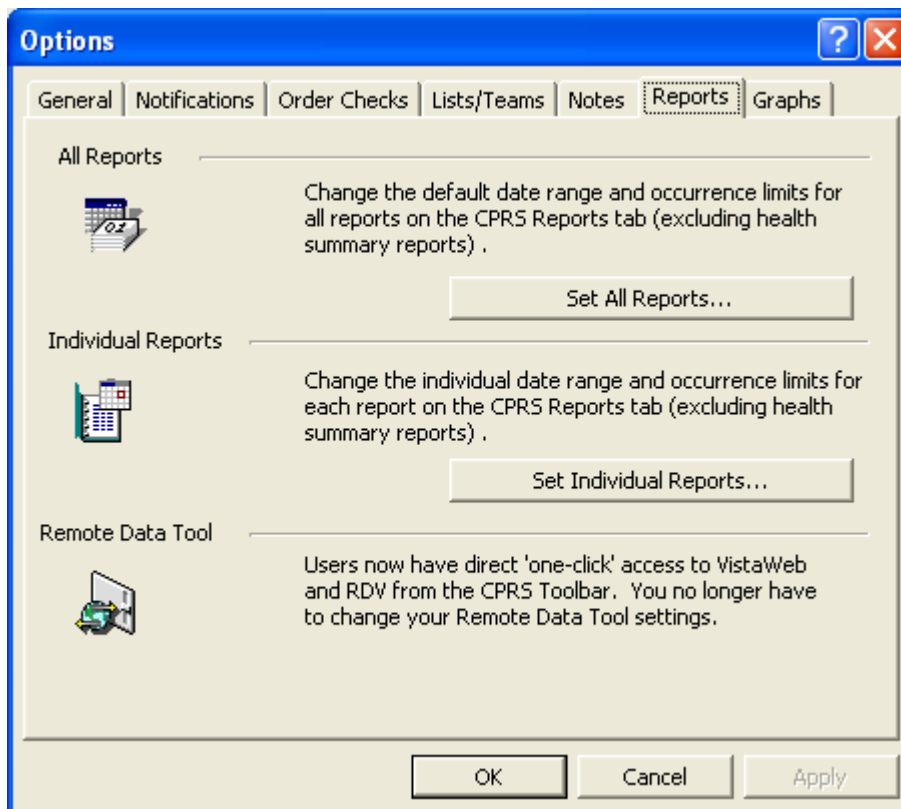 Options
General Notifications Order Checks Lists/Teams Notes Reports Graphs
All Reports
Change the default date range and occurrence limits for
all reports on the CPRS Reports tab (excluding health
summary reports) .
Set All Reports...
Individual Reports
Change the individual date range and occurrence limits for
each report on the CPRS Reports tab (excluding health
summary reports) .
Set Individual Reports...
Remote Data Tool
Users now have direct 'one-click' access to VistaWeb
and RDV from the CPRS Toolbar.  You no longer have
to change your Remote Data Tool settings.
OK Cancel Apply